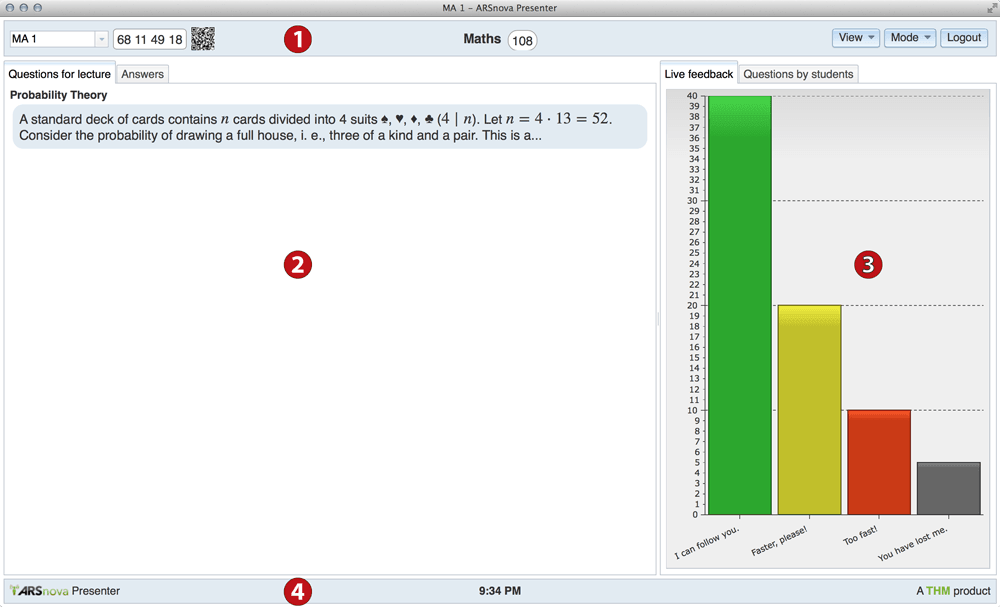 MA 1 – ARSnova Presenter
MA 1
68 11 49 18
1
Maths 108
View
Mode
Logout
Questions for lecture
Answers
Probability Theory
A standard deck of cards contains n cards divided into 4 suits ♠, ♥, ♦, ♣ (4 | n). Let n = 4 · 13 = 52.
Consider the probability of drawing a full house, i. e., three of a kind and a pair. This is a...
2
Live feedback
Questions by students
40
39
38
37
36
35
34
33
32
31
30
29
28
27
26
25
24
23
22
21
20
19
18
17
16
15
14
13
12
11
10
9
8
7
6
5
4
3
2
1
0
3
I can follow you.
Faster, please!
Too fast!
You have lost me.
ARSnova Presenter
4
9:34 PM
A THM product